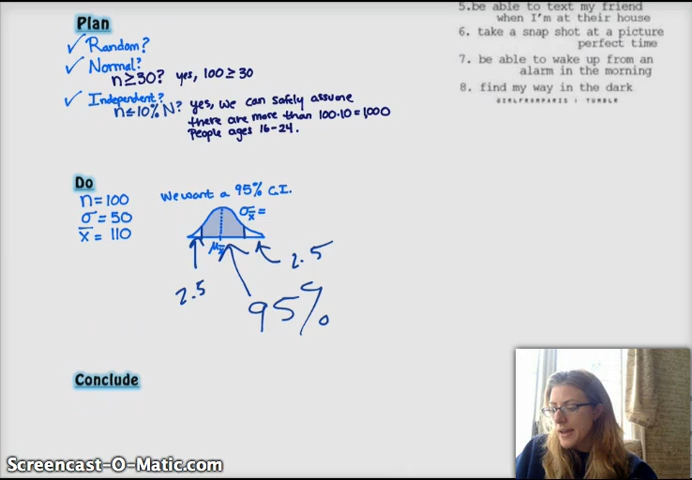 Plan
✓ Random?
✓ Normal?
n≥30? yes, 100≥30
✓ Independent?
n≤10% N? yes, we can safely assume
there are more than 100·10=1000
people ages 16-24.
Do
n=100
σ=50
x̄=110
We want a 95% C.I.
σx̄=
μx̄
2.5
2.5
95%
Conclude
5.be able to text my friend
when I'm at their house
6. take a snap shot at a picture
perfect time
7. be able to wake up from an
alarm in the morning
8. find my way in the dark
GIRLFROMPARIS | TUMBLR
Screencast-O-Matic.com